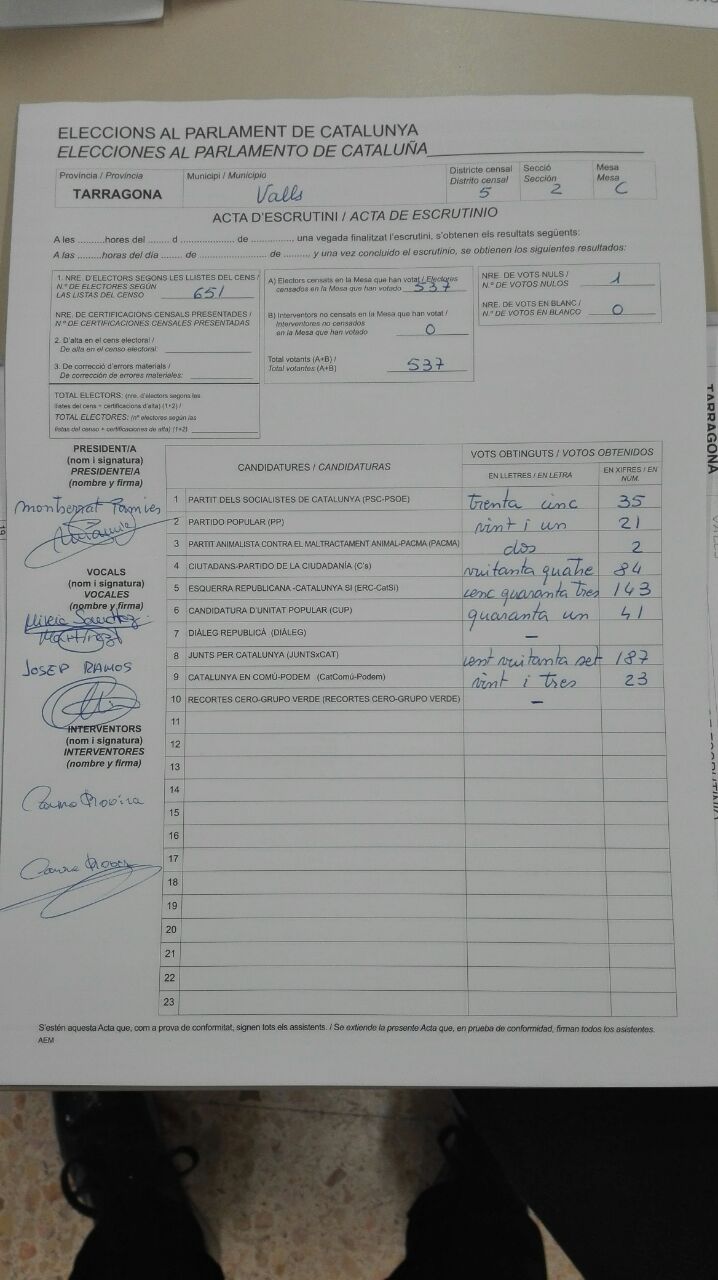 ELECCIONS AL PARLAMENT DE CATALUNYA
ELECCIONES AL PARLAMENTO DE CATALUÑA
Província / Provincia
TARRAGONA
Municipi / Municipio
Valls
Districte censal
Distrito censal
5
Secció
Sección
2
Mesa
Mesa
C
ACTA D'ESCRUTINI / ACTA DE ESCRUTINIO
A les ..........hores del ........ d .................... de .............., una vegada finalitzat l'escrutini, s'obtenen els resultats següents:
A las ..........horas del día ....... de ........................de .......... y una vez concluido el escrutinio, se obtienen los siguientes resultados:
1. NRE. D'ELECTORS SEGONS LES LLISTES DEL CENS /
N.º DE ELECTORES SEGÚN
LAS LISTAS DEL CENSO 651
NRE. DE CERTIFICACIONS CENSALS PRESENTADES /
N.º DE CERTIFICACIONES CENSALES PRESENTADAS
2. D'alta en el cens electoral /
De alta en el censo electoral:
3. De correcció d'errors materials /
De corrección de errores materiales:
TOTAL ELECTORS: (nre. d'electors segons les
llistes del cens + certificacions d'alta) (1+2) /
TOTAL ELECTORES: (nº electores según las
listas del censo + certificaciones de alta) (1+2)
A) Electors censats en la Mesa que han votat / Electores
censados en la Mesa que han votado 537
B) Interventors no censats en la Mesa que han votat /
Interventores no censados
en la Mesa que han votado 0
Total votants (A+B) /
Total votantes (A+B) 537
NRE. DE VOTS NULS /
N.º DE VOTOS NULOS 1
NRE. DE VOTS EN BLANC /
N.º DE VOTOS EN BLANCO 0
PRESIDENT/A
(nom i signatura)
PRESIDENTE/A
(nombre y firma)
Montserrat Pàmies
VOCALS
(nom i signatura)
VOCALES
(nombre y firma)
JOSEP RAMOS
INTERVENTORS
(nom i signatura)
INTERVENTORES
(nombre y firma)
CANDIDATURES / CANDIDATURAS
VOTS OBTINGUTS / VOTOS OBTENIDOS
EN LLETRES / EN LETRA
EN XIFRES / EN NÚM.
1 PARTIT DELS SOCIALISTES DE CATALUNYA (PSC-PSOE) trenta cinc 35
2 PARTIDO POPULAR (PP) vint i un 21
3 PARTIT ANIMALISTA CONTRA EL MALTRACTAMENT ANIMAL-PACMA (PACMA) dos 2
4 CIUTADANS-PARTIDO DE LA CIUDADANÍA (C's) vuitanta quatre 84
5 ESQUERRA REPUBLICANA -CATALUNYA SÍ (ERC-CatSí) cenc quaranta tres 143
6 CANDIDATURA D'UNITAT POPULAR (CUP) quaranta un 41
7 DIÀLEG REPUBLICÀ (DIÀLEG) –
8 JUNTS PER CATALUNYA (JUNTSxCAT) cent vuitanta set 187
9 CATALUNYA EN COMÚ-PODEM (CatComú-Podem) vint i tres 23
10 RECORTES CERO-GRUPO VERDE (RECORTES CERO-GRUPO VERDE) –
11
12
13
14
15
16
17
18
19
20
21
22
23
S'estén aquesta Acta que, com a prova de conformitat, signen tots els assistents. / Se extiende la presente Acta que, en prueba de conformidad, firman todos los asistentes.
AEM
TARRAGONA